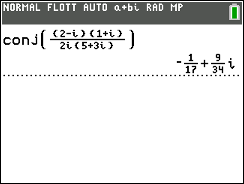 NORMAL FLOTT AUTO a+bi RAD MP
conj((2-i)(1+i)/2i(5+3i))
-1/17+9/34i